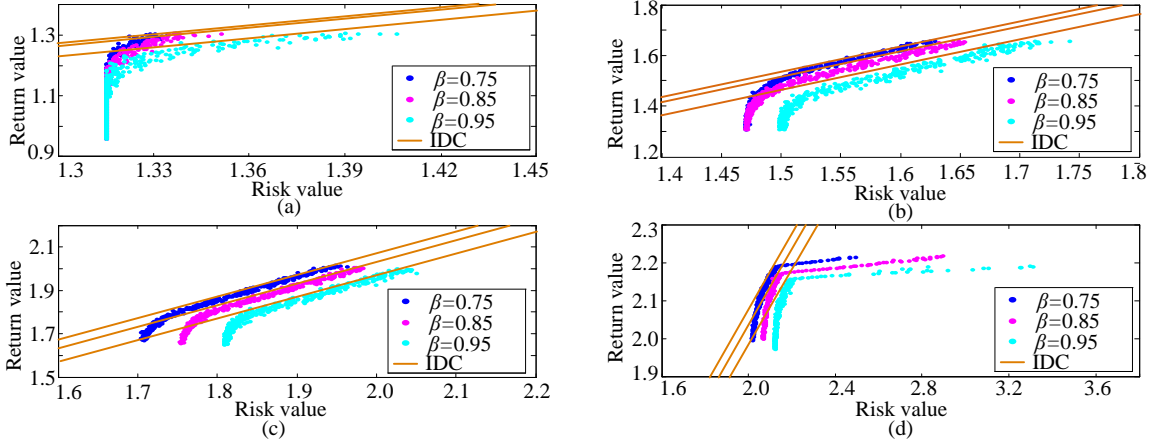 Return value
1.5
1.3
1.1
0.9
β=0.75
β=0.85
β=0.95
IDC
1.3 1.33 1.36 1.39 1.42 1.45
Risk value
(a)
Return value
1.8
1.6
1.4
1.2
β=0.75
β=0.85
β=0.95
IDC
1.4 1.45 1.5 1.55 1.6 1.65 1.7 1.75 1.8
Risk value
(b)
Return value
2.1
1.9
1.7
1.5
β=0.75
β=0.85
β=0.95
IDC
1.6 1.7 1.8 1.9 2.0 2.1 2.2
Risk value
(c)
Return value
2.3
2.2
2.1
2.0
1.9
β=0.75
β=0.85
β=0.95
IDC
1.6 2.0 2.4 2.8 3.2 3.6
Risk value
(d)